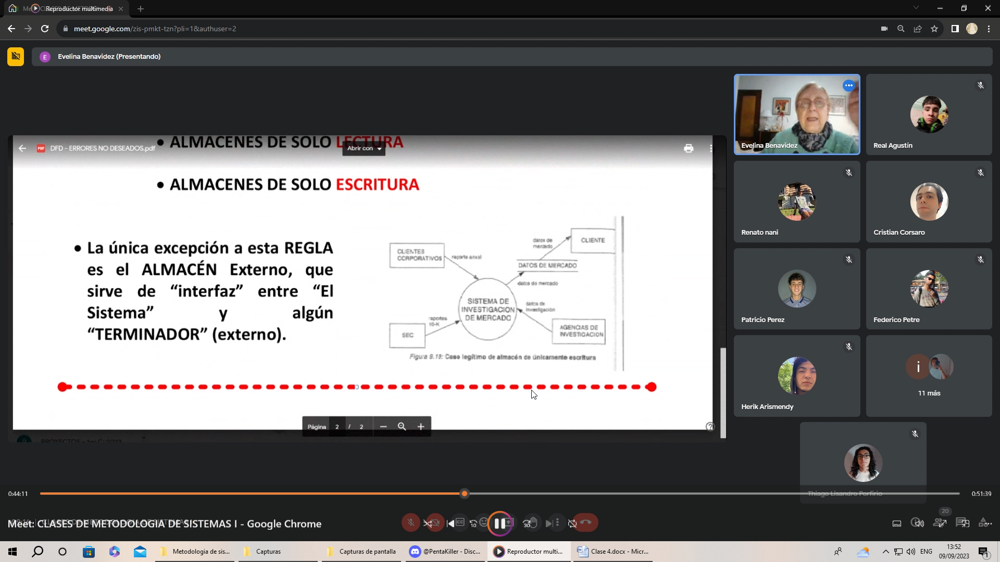 Reproductor multimedia
meet.google.com/zis-pmkt-tzn?pli=1&authuser=2
E Evelina Benavidez (Presentando)
Evelina Benavidez
Real Agustín
• ALMACENES DE SOLO LECTURA
DFD - ERRORES NO DESEADOS.pdf
Abrir con
• ALMACENES DE SOLO ESCRITURA
• La única excepción a esta REGLA
es el ALMACÉN Externo, que
sirve de “interfaz” entre “El
Sistema” y algún
“TERMINADOR” (externo).
CLIENTES
CORPORATIVOS
reporte anual
datos de
mercado
CLIENTE
DATOS DE MERCADO
datos de mercado
SISTEMA DE
INVESTIGACION
DE MERCADO
datos de
investigación
reportes
10-K
SEC
AGENCIAS DE
INVESTIGACION
Figura 9.19: Caso legítimo de almacén de únicamente escritura
Página 2 / 2
PROYECTOS - 1er C: 2023
Renato nani
Cristian Corsaro
Patricio Perez
Federico Petre
Herik Arismendy
i
11 más
Thiago Lisandro Porfirio
0:44:11
0:51:39
Meet: CLASES DE METODOLOGIA DE SISTEMAS I - Google Chrome
10
30
20
Metodologia de sis...
Capturas
Capturas de pantalla
@PentaKiller - Disc...
Reproductor multi...
Clase 4.docx - Micr...
ENG
13:52
09/09/2023
1